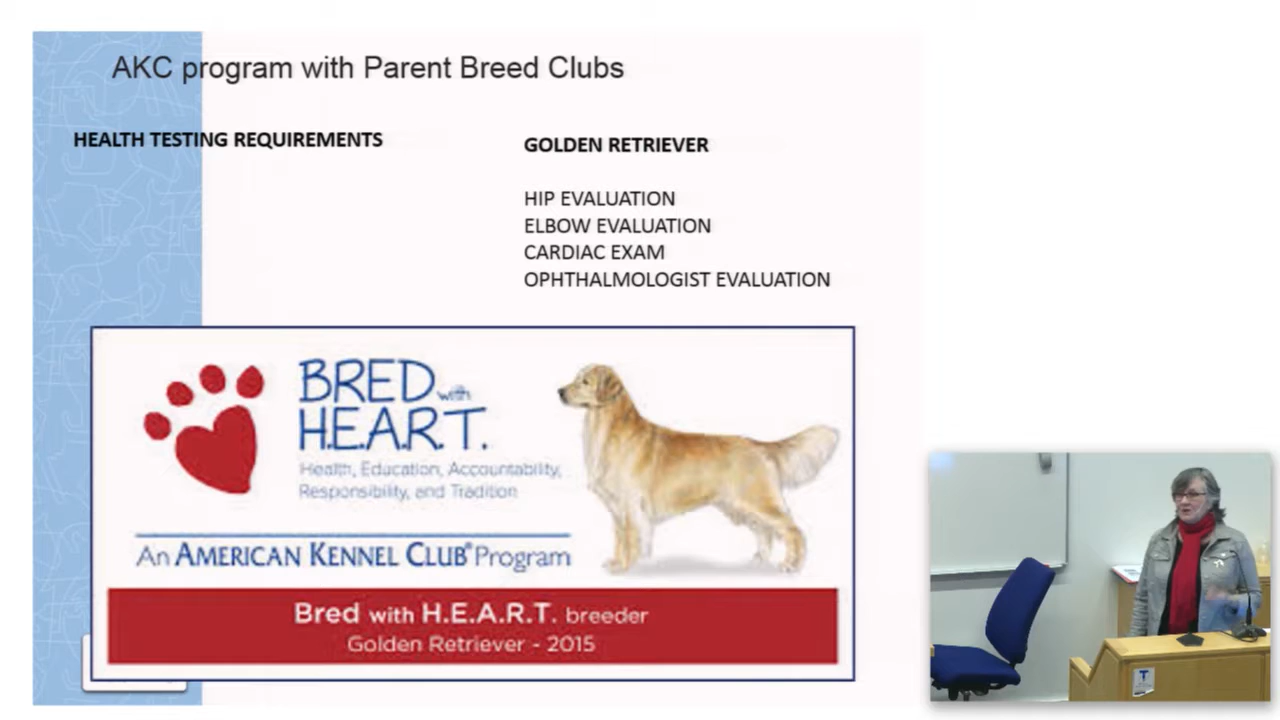 AKC program with Parent Breed Clubs
HEALTH TESTING REQUIREMENTS
GOLDEN RETRIEVER
HIP EVALUATION
ELBOW EVALUATION
CARDIAC EXAM
OPHTHALMOLOGIST EVALUATION
BRED with
H.E.A.R.T.
Health, Education, Accountability,
Responsibility, and Tradition
An AMERICAN KENNEL CLUB® Program
Bred with H.E.A.R.T. breeder
Golden Retriever - 2015